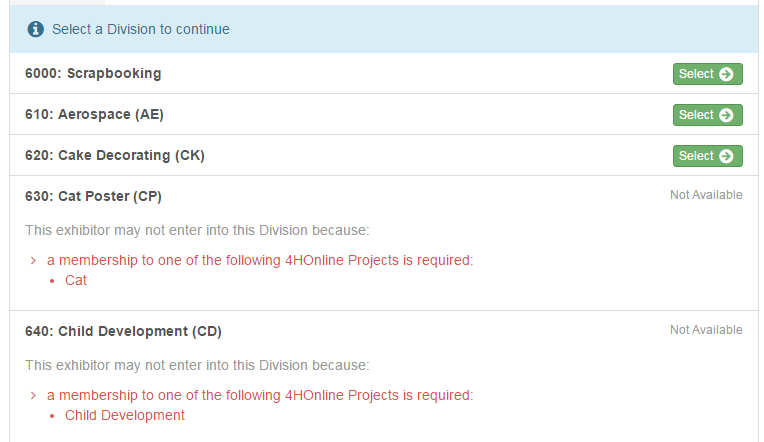 Select a Division to continue
6000: Scrapbooking
Select
610: Aerospace (AE)
Select
620: Cake Decorating (CK)
Select
630: Cat Poster (CP)
Not Available
This exhibitor may not enter into this Division because:
a membership to one of the following 4HOnline Projects is required:
Cat
640: Child Development (CD)
Not Available
This exhibitor may not enter into this Division because:
a membership to one of the following 4HOnline Projects is required:
Child Development